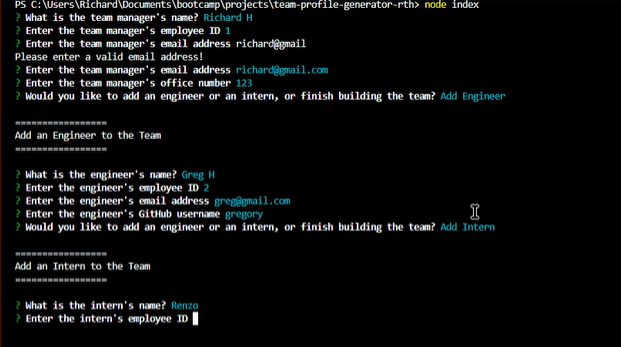 PS C:\Users\Richard\Documents\bootcamp\projects\team-profile-generator-rth> node index
? What is the team manager's name? Richard H
? Enter the team manager's employee ID 1
? Enter the team manager's email address richard@gmail
Please enter a valid email address!
? Enter the team manager's email address richard@gmail.com
? Enter the team manager's office number 123
? Would you like to add an engineer or an intern, or finish building the team? Add Engineer
=================
Add an Engineer to the Team
=================
? What is the engineer's name? Greg H
? Enter the engineer's employee ID 2
? Enter the engineer's email address greg@gmail.com
? Enter the engineer's GitHub username gregory
? Would you like to add an engineer or an intern, or finish building the team? Add Intern
=================
Add an Intern to the Team
=================
? What is the intern's name? Renzo
? Enter the intern's employee ID